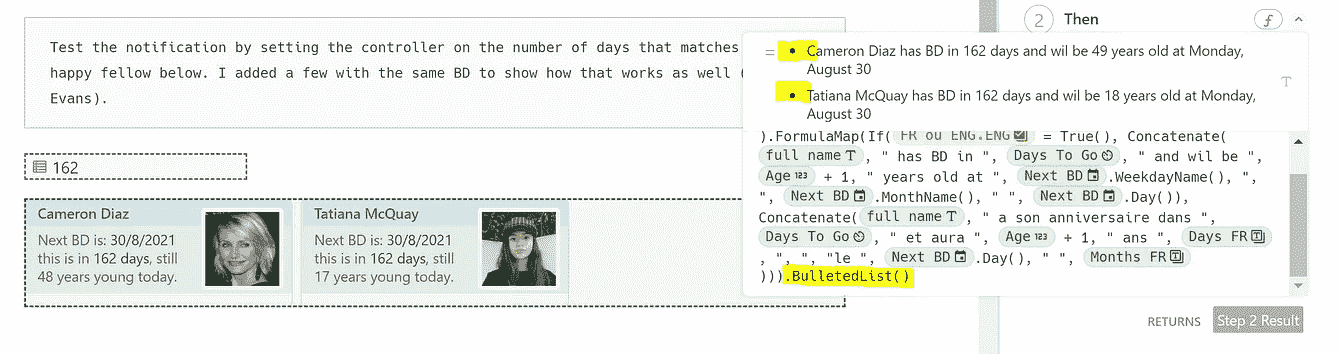 Test the notification by setting the controller on the number of days that matches
happy fellow below. I added a few with the same BD to show how that works as well (
Evans).
162
Cameron Diaz
Next BD is: 30/8/2021
this is in 162 days, still
48 years young today.
Tatiana McQuay
Next BD is: 30/8/2021
this is in 162 days, still
17 years young today.
2 Then
= • Cameron Diaz has BD in 162 days and wil be 49 years old at Monday,
August 30
• Tatiana McQuay has BD in 162 days and wil be 18 years old at Monday,
August 30
).FormulaMap(If( FR ou ENG.ENG = True(), Concatenate(
full name T, " has BD in ", Days To Go, " and wil be ",
Age 123 + 1, " years old at ", Next BD.WeekdayName(), ",
", Next BD.MonthName(), " ", Next BD.Day()),
Concatenate( full name T, " a son anniversaire dans ",
Days To Go, " et aura ", Age 123 + 1, " ans ", Days FR
, ", ", "le ", Next BD.Day(), " ", Months FR
))).BulletedList()
RETURNS Step 2 Result